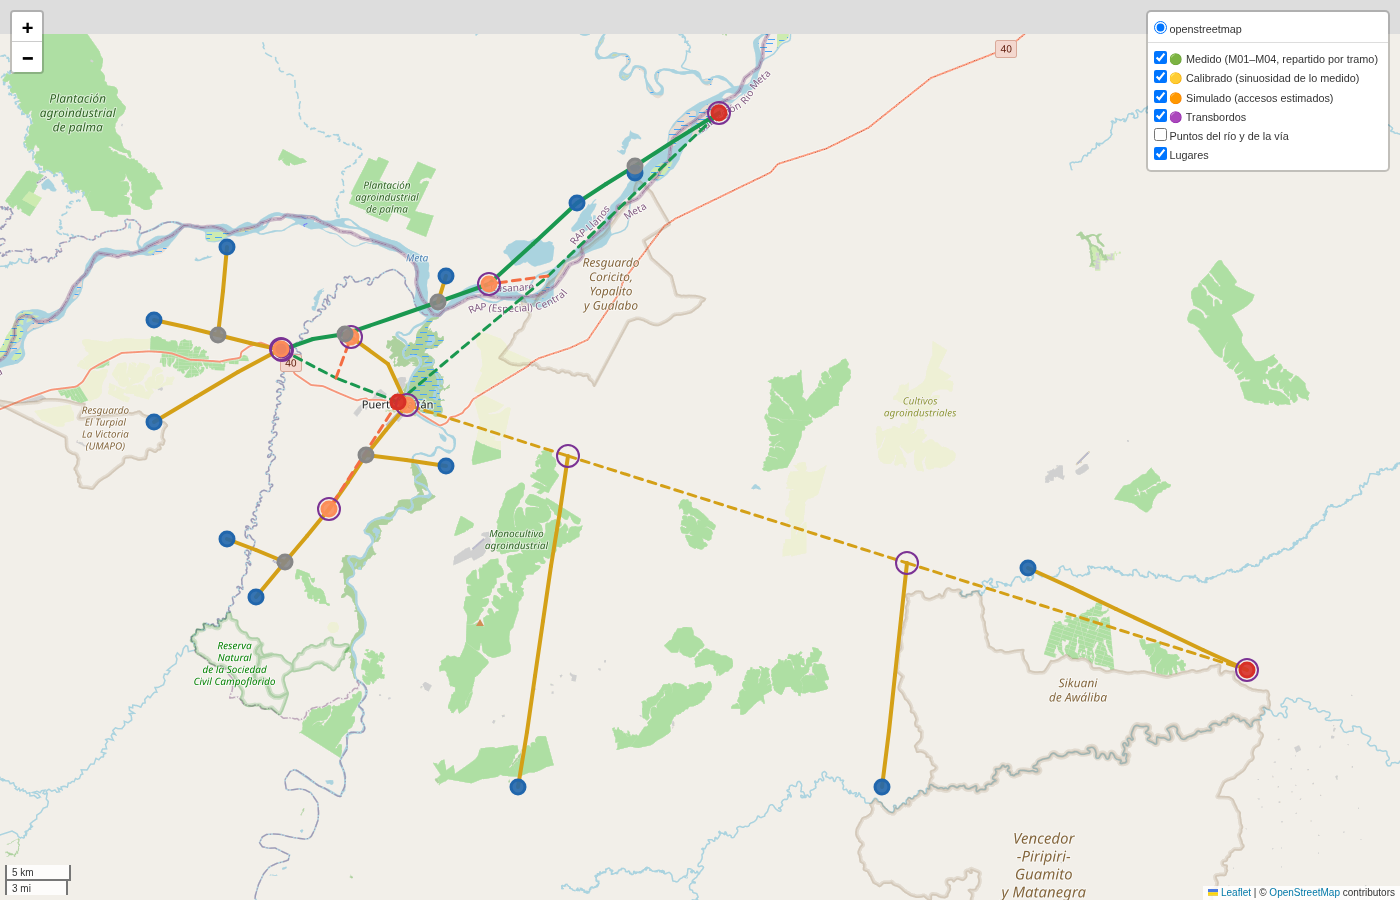 +
−
openstreetmap
Medido (M01–M04, repartido por tramo)
Calibrado (sinuosidad de lo medido)
Simulado (accesos estimados)
Transbordos
Puntos del río y de la vía
Lugares
40
Plantación
agroindustrial
de palma
Plantación
agroindustrial
de palma
Río Meta
RAP Llanos
Meta
Meta
Resguardo
Coricito,
Yopalito
y Gualabo
RAP (Especial) Central
40
Resguardo
El Turpial
La Victoria
(UMAPO)
Cultivos
agroindustriales
Monocultivo
agroindustrial
Reserva
Natural
de la Sociedad
Civil Campoflorido
Sikuani
de Awáliba
Vencedor
-Piripiri-
Guamito
y Matanegra
5 km
3 mi
Leaflet | © OpenStreetMap contributors